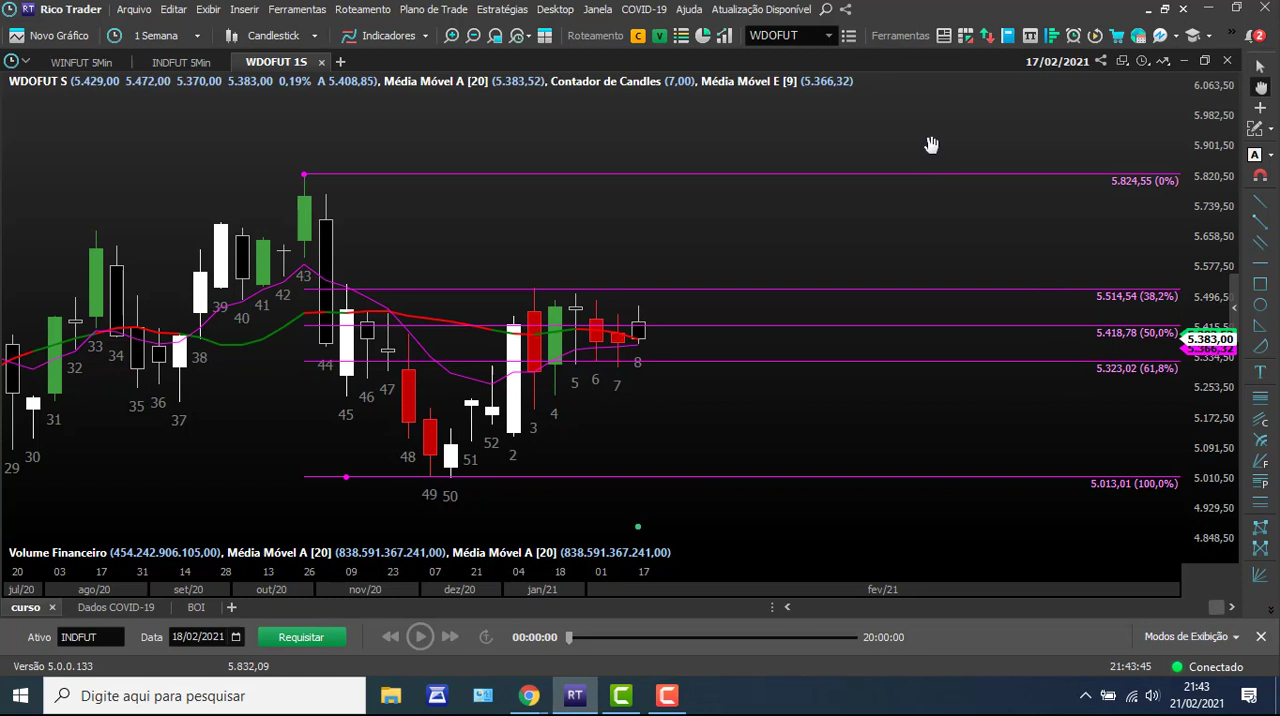 Rico Trader Arquivo Editar Exibir Inserir Ferramentas Roteamento Plano de Trade Estratégias Desktop Janela COVID-19 Ajuda Atualização Disponível
Novo Gráfico 1 Semana Candlestick Indicadores Roteamento C V WDOFUT Ferramentas 2
WINFUT 5Min INDFUT 5Min WDOFUT 1S 17/02/2021
WDOFUT S (5.429,00 5.472,00 5.370,00 5.383,00 0,19% A 5.408,85), Média Móvel A [20] (5.383,52), Contador de Candles (7,00), Média Móvel E [9] (5.366,32)
6.063,50
5.982,50
5.901,50
5.820,50
5.824,55 (0%)
5.739,50
5.658,50
5.577,50
5.496,50
5.514,54 (38,2%)
5.415,50
5.418,78 (50,0%)
5.383,00
5.366,32
5.334,50
5.323,02 (61,8%)
5.253,50
5.172,50
5.091,50
5.010,50
5.013,01 (100,0%)
4.929,50
4.848,50
29 30 31 32 33 34 35 36 37 38 39 40 41 42 43 44 45 46 47 48 49 50 51 52 2 3 4 5 6 7 8
Volume Financeiro (454.242.906.105,00), Média Móvel A [20] (838.591.367.241,00), Média Móvel A [20] (838.591.367.241,00)
20 03 17 31 14 28 13 26 09 23 07 21 04 18 01 17
jul/20 ago/20 set/20 out/20 nov/20 dez/20 jan/21 fev/21
curso Dados COVID-19 BOI
Ativo INDFUT Data 18/02/2021 Requisitar 00:00:00 20:00:00 Modos de Exibição
Versão 5.0.0.133 5.832,09 21:43:45 Conectado
Digite aqui para pesquisar RT 21:43
21/02/2021